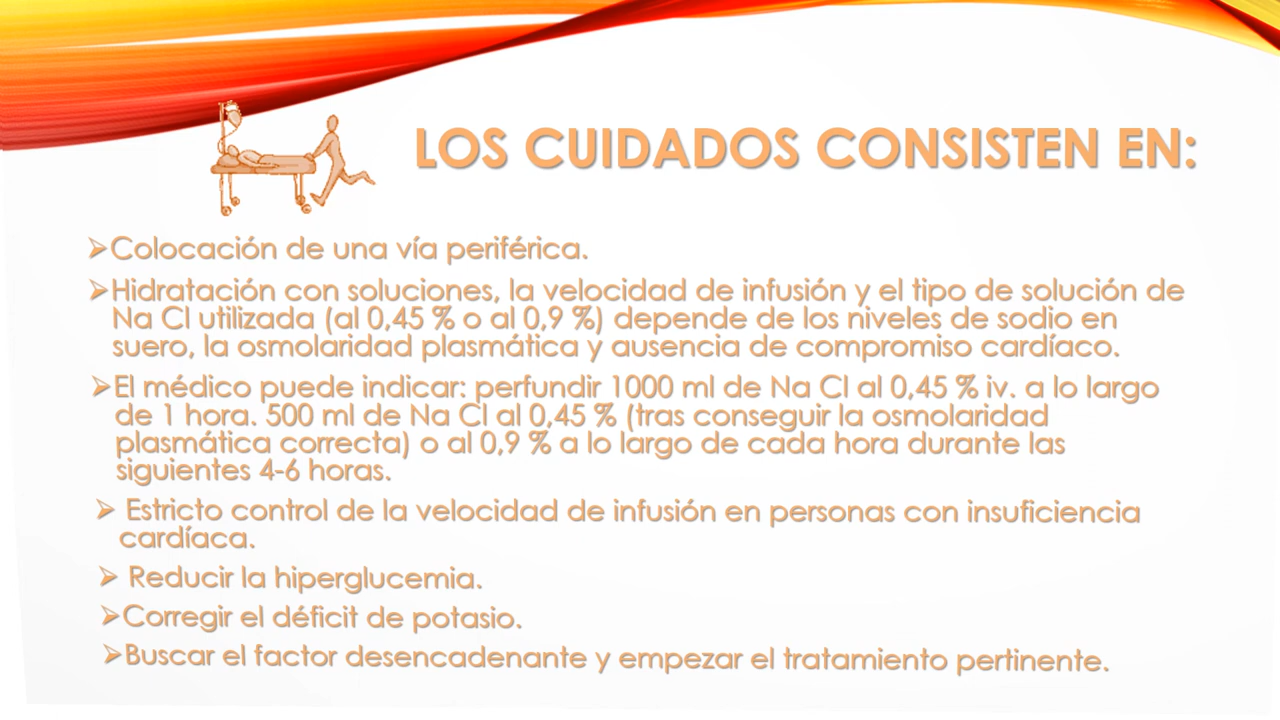 LOS CUIDADOS CONSISTEN EN:
➢Colocación de una vía periférica.
➢Hidratación con soluciones, la velocidad de infusión y el tipo de solución de
Na Cl utilizada (al 0,45 % o al 0,9 %) depende de los niveles de sodio en
suero, la osmolaridad plasmática y ausencia de compromiso cardíaco.
➢El médico puede indicar: perfundir 1000 ml de Na Cl al 0,45 % iv. a lo largo
de 1 hora. 500 ml de Na Cl al 0,45 % (tras conseguir la osmolaridad
plasmática correcta) o al 0,9 % a lo largo de cada hora durante las
siguientes 4-6 horas.
➢ Estricto control de la velocidad de infusión en personas con insuficiencia
cardíaca.
➢ Reducir la hiperglucemia.
➢Corregir el déficit de potasio.
➢Buscar el factor desencadenante y empezar el tratamiento pertinente.